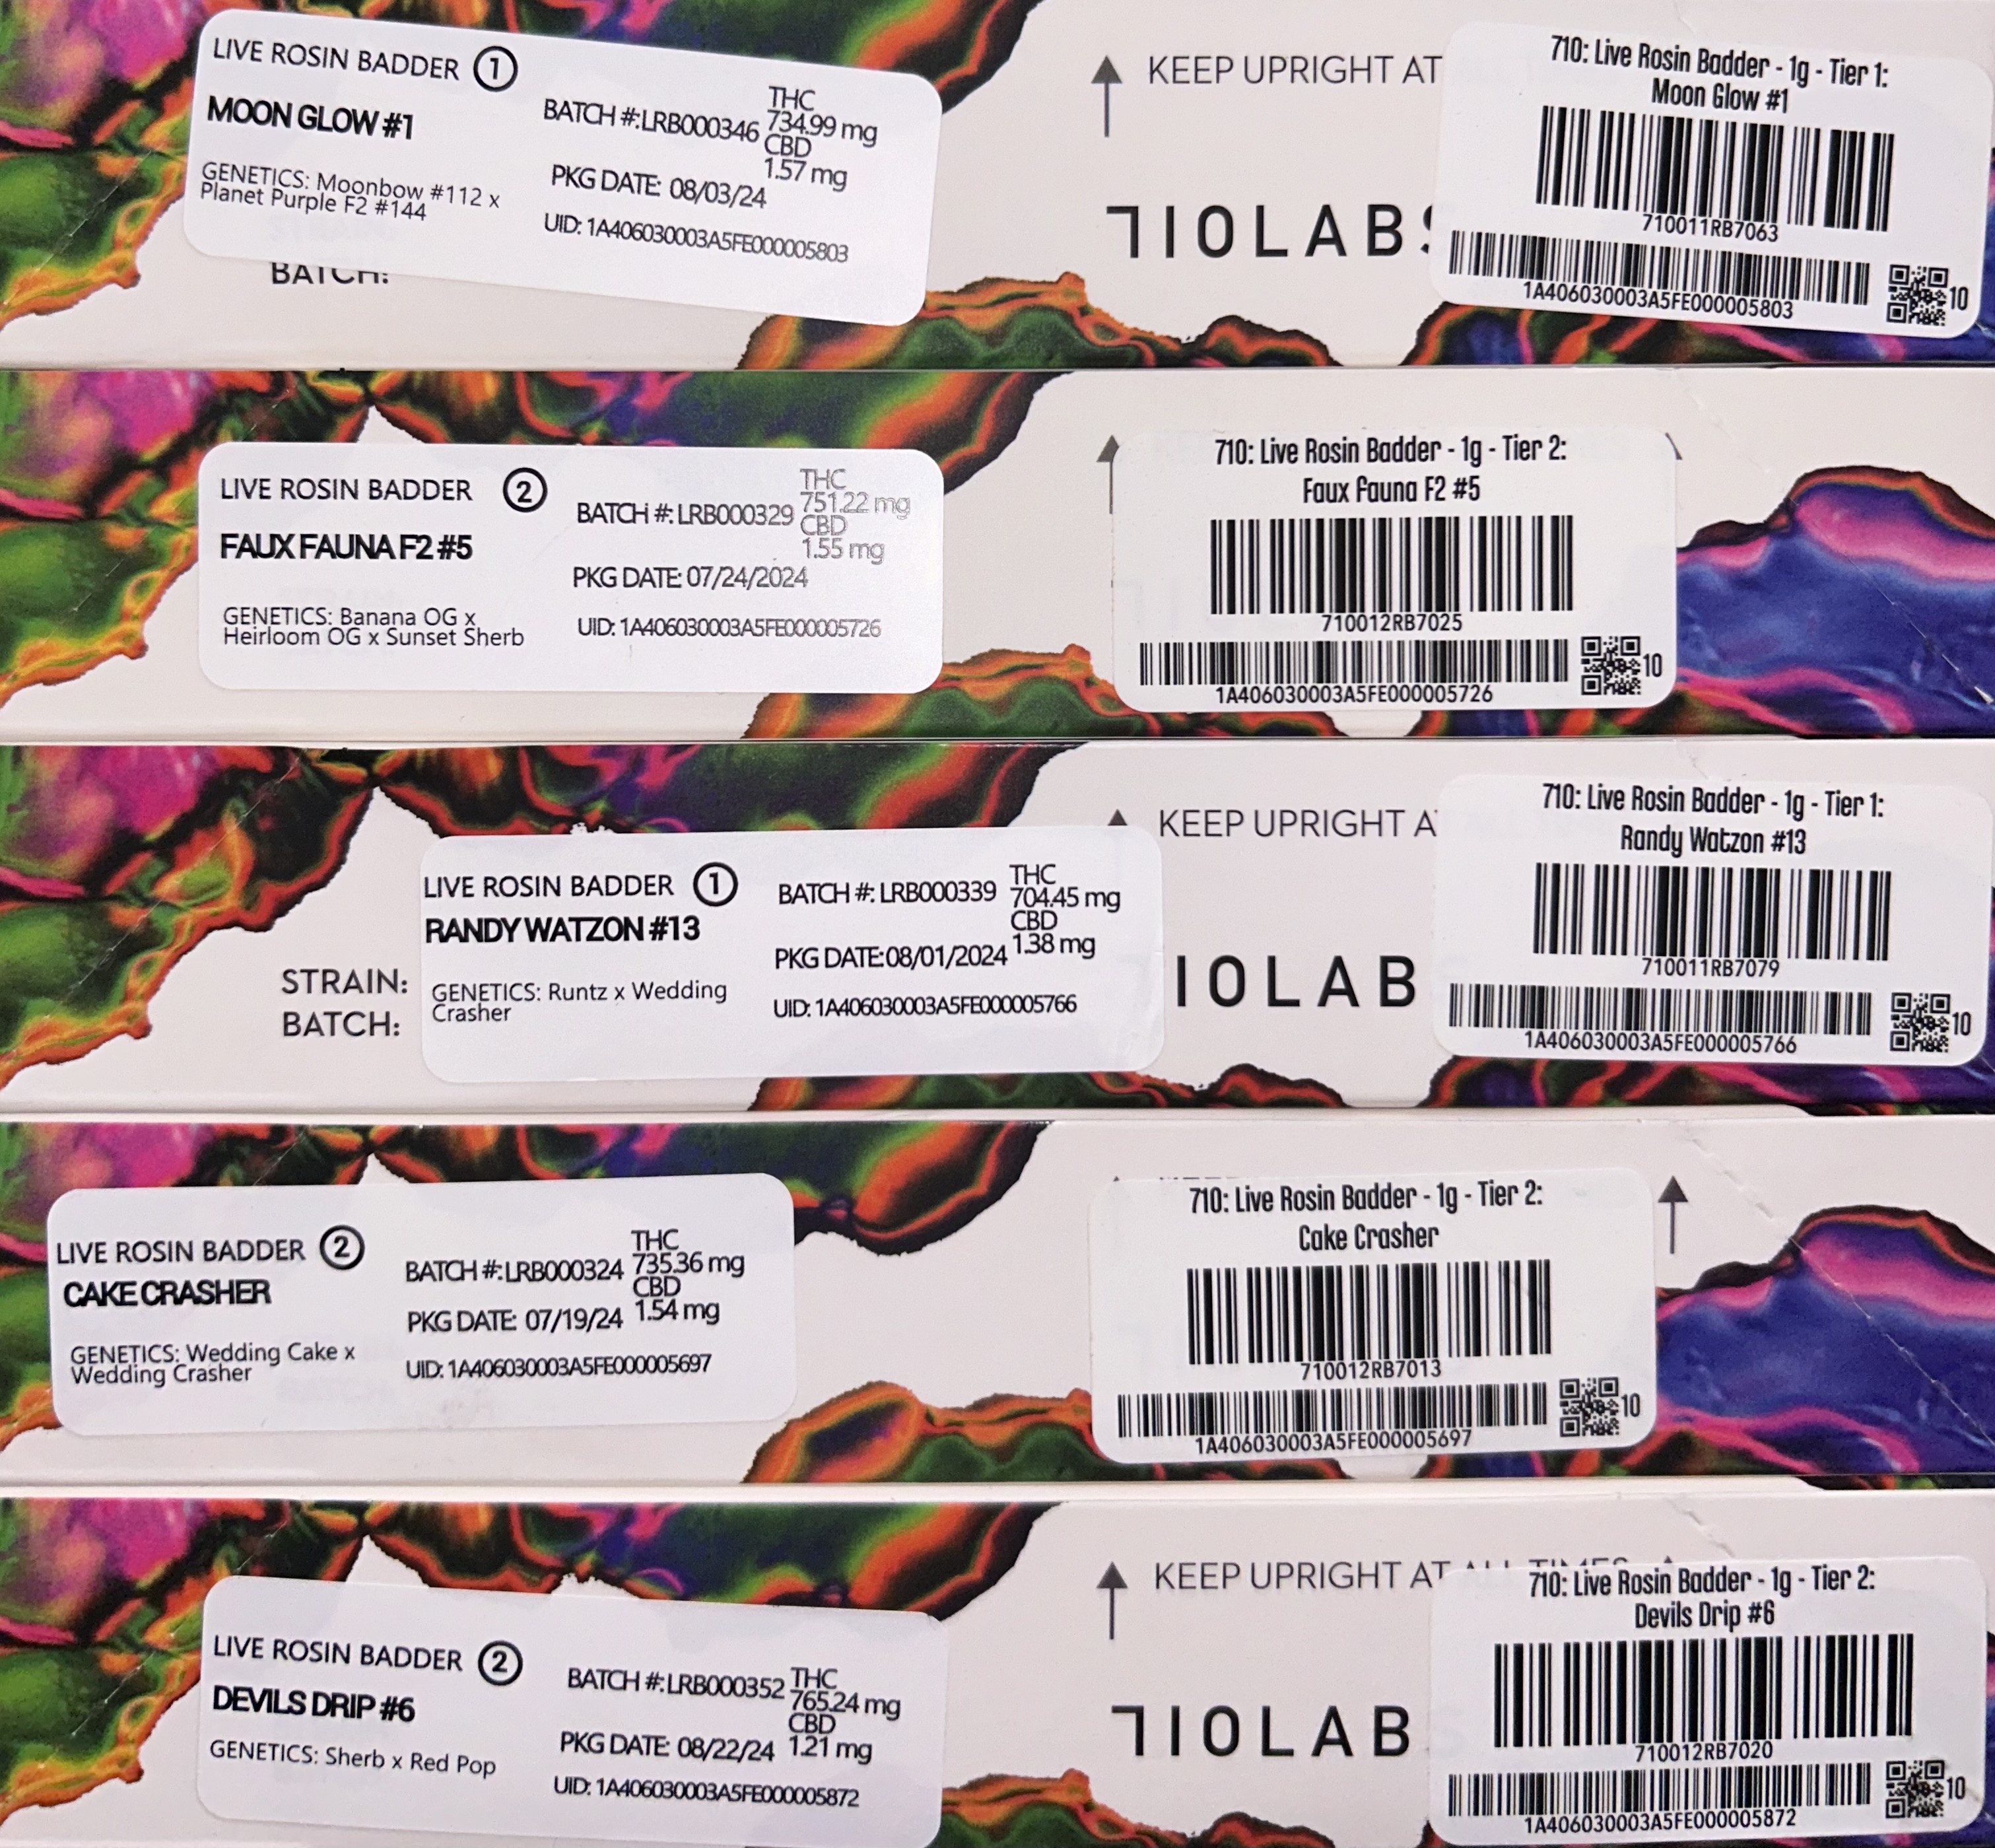 LIVE ROSIN BADDER 1
MOON GLOW #1
GENETICS: Moonbow #112 x
Planet Purple F2 #144
BATCH #:LRB000346
PKG DATE: 08/03/24
UID: 1A406030003A5FE000005803
THC
734.99 mg
CBD
1.57 mg
BATCH:
KEEP UPRIGHT AT
710LABS
710: Live Rosin Badder - 1g - Tier 1:
Moon Glow #1
710011RB7063
1A406030003A5FE000005803
10
LIVE ROSIN BADDER 2
FAUX FAUNA F2 #5
GENETICS: Banana OG x
Heirloom OG x Sunset Sherb
BATCH #: LRB000329
PKG DATE: 07/24/2024
UID: 1A406030003A5FE000005726
THC
751.22 mg
CBD
1.55 mg
710: Live Rosin Badder - 1g - Tier 2:
Faux Fauna F2 #5
710012RB7025
1A406030003A5FE000005726
10
STRAIN:
BATCH:
LIVE ROSIN BADDER 1
RANDY WATZON #13
GENETICS: Runtz x Wedding
Crasher
BATCH #: LRB000339
PKG DATE:08/01/2024
UID: 1A406030003A5FE000005766
THC
704.45 mg
CBD
1.38 mg
KEEP UPRIGHT A
10LAB
710: Live Rosin Badder - 1g - Tier 1:
Randy Watzon #13
710011RB7079
1A406030003A5FE000005766
10
LIVE ROSIN BADDER 2
CAKE CRASHER
GENETICS: Wedding Cake x
Wedding Crasher
BATCH #:LRB000324
PKG DATE: 07/19/24
UID: 1A406030003A5FE000005697
THC
735.36 mg
CBD
1.54 mg
710: Live Rosin Badder - 1g - Tier 2:
Cake Crasher
710012RB7013
1A406030003A5FE000005697
10
LIVE ROSIN BADDER 2
DEVILS DRIP #6
GENETICS: Sherb x Red Pop
BATCH #:LRB000352
PKG DATE: 08/22/24
UID: 1A406030003A5FE000005872
THC
765.24 mg
CBD
1.21 mg
KEEP UPRIGHT AT ALL TIMES
710LAB
710: Live Rosin Badder - 1g - Tier 2:
Devils Drip #6
710012RB7020
1A406030003A5FE000005872
10